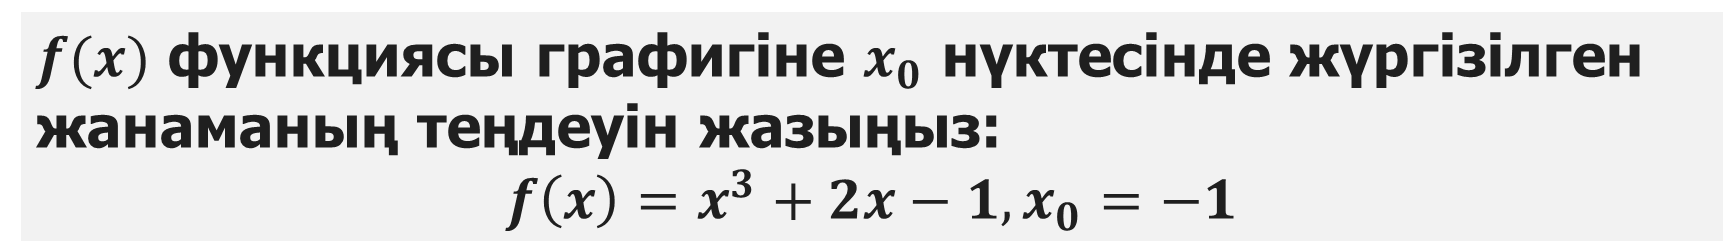 f(x) функциясы графигіне x₀ нүктесінде жүргізілген
жанаманың теңдеуін жазыңыз:
f(x) = x³ + 2x − 1, x₀ = −1